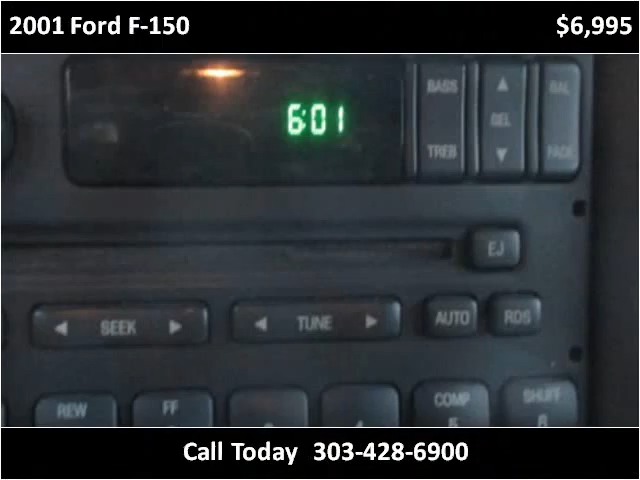 2001 Ford F-150 $6,995
6:01
BASS ▲ BAL
SEL
TREB ▼ FADE
EJ
◀ SEEK ▶ ◀ TUNE ▶ AUTO RDS
REW FF COMP SHUFF
Call Today 303-428-6900